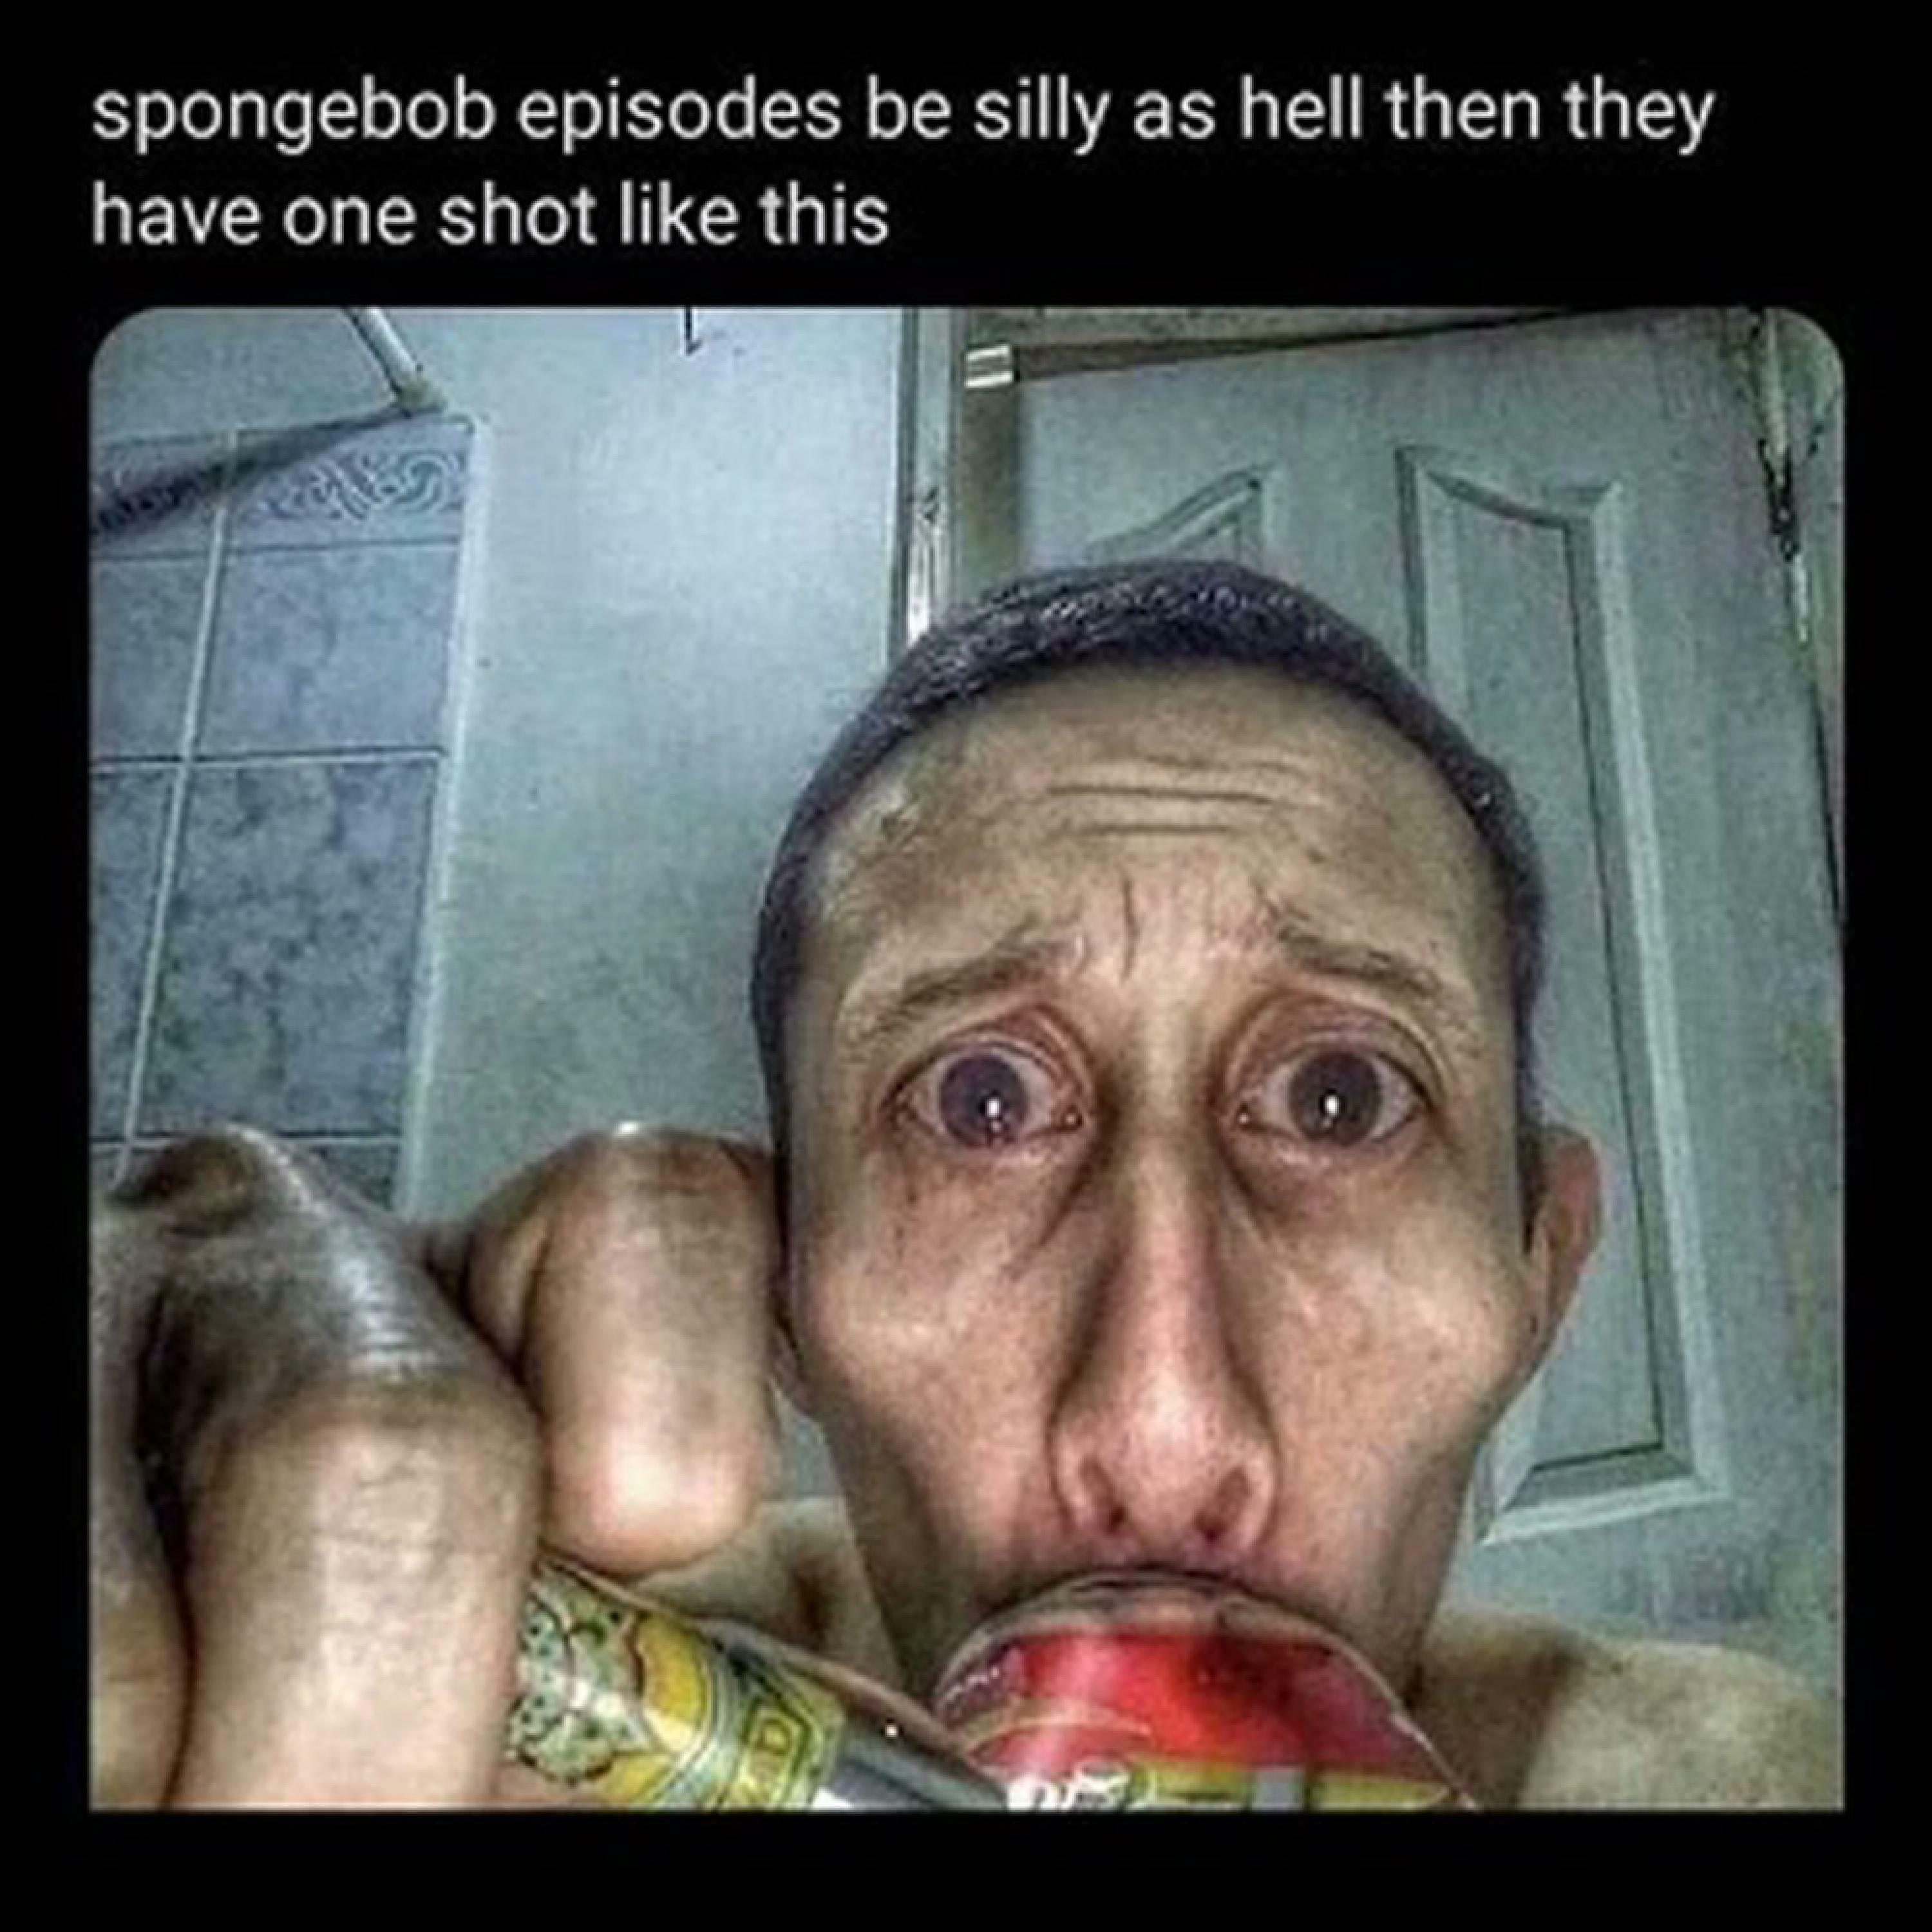 spongebob episodes be silly as hell then they
have one shot like this